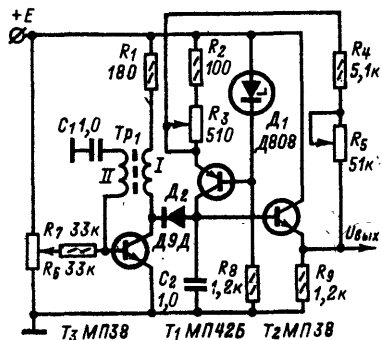 +E
R1
180
R2
100
R4
5,1к
C1 1,0
Тр1
R3
510
Д1
Д808
R5
51к
II
I
Д2
Д9Д
R7 33к
R6 33к
C2
1,0
R8
1,2к
Uвых
R9
1,2к
T3 МП38
T1 МП42Б
T2 МП38